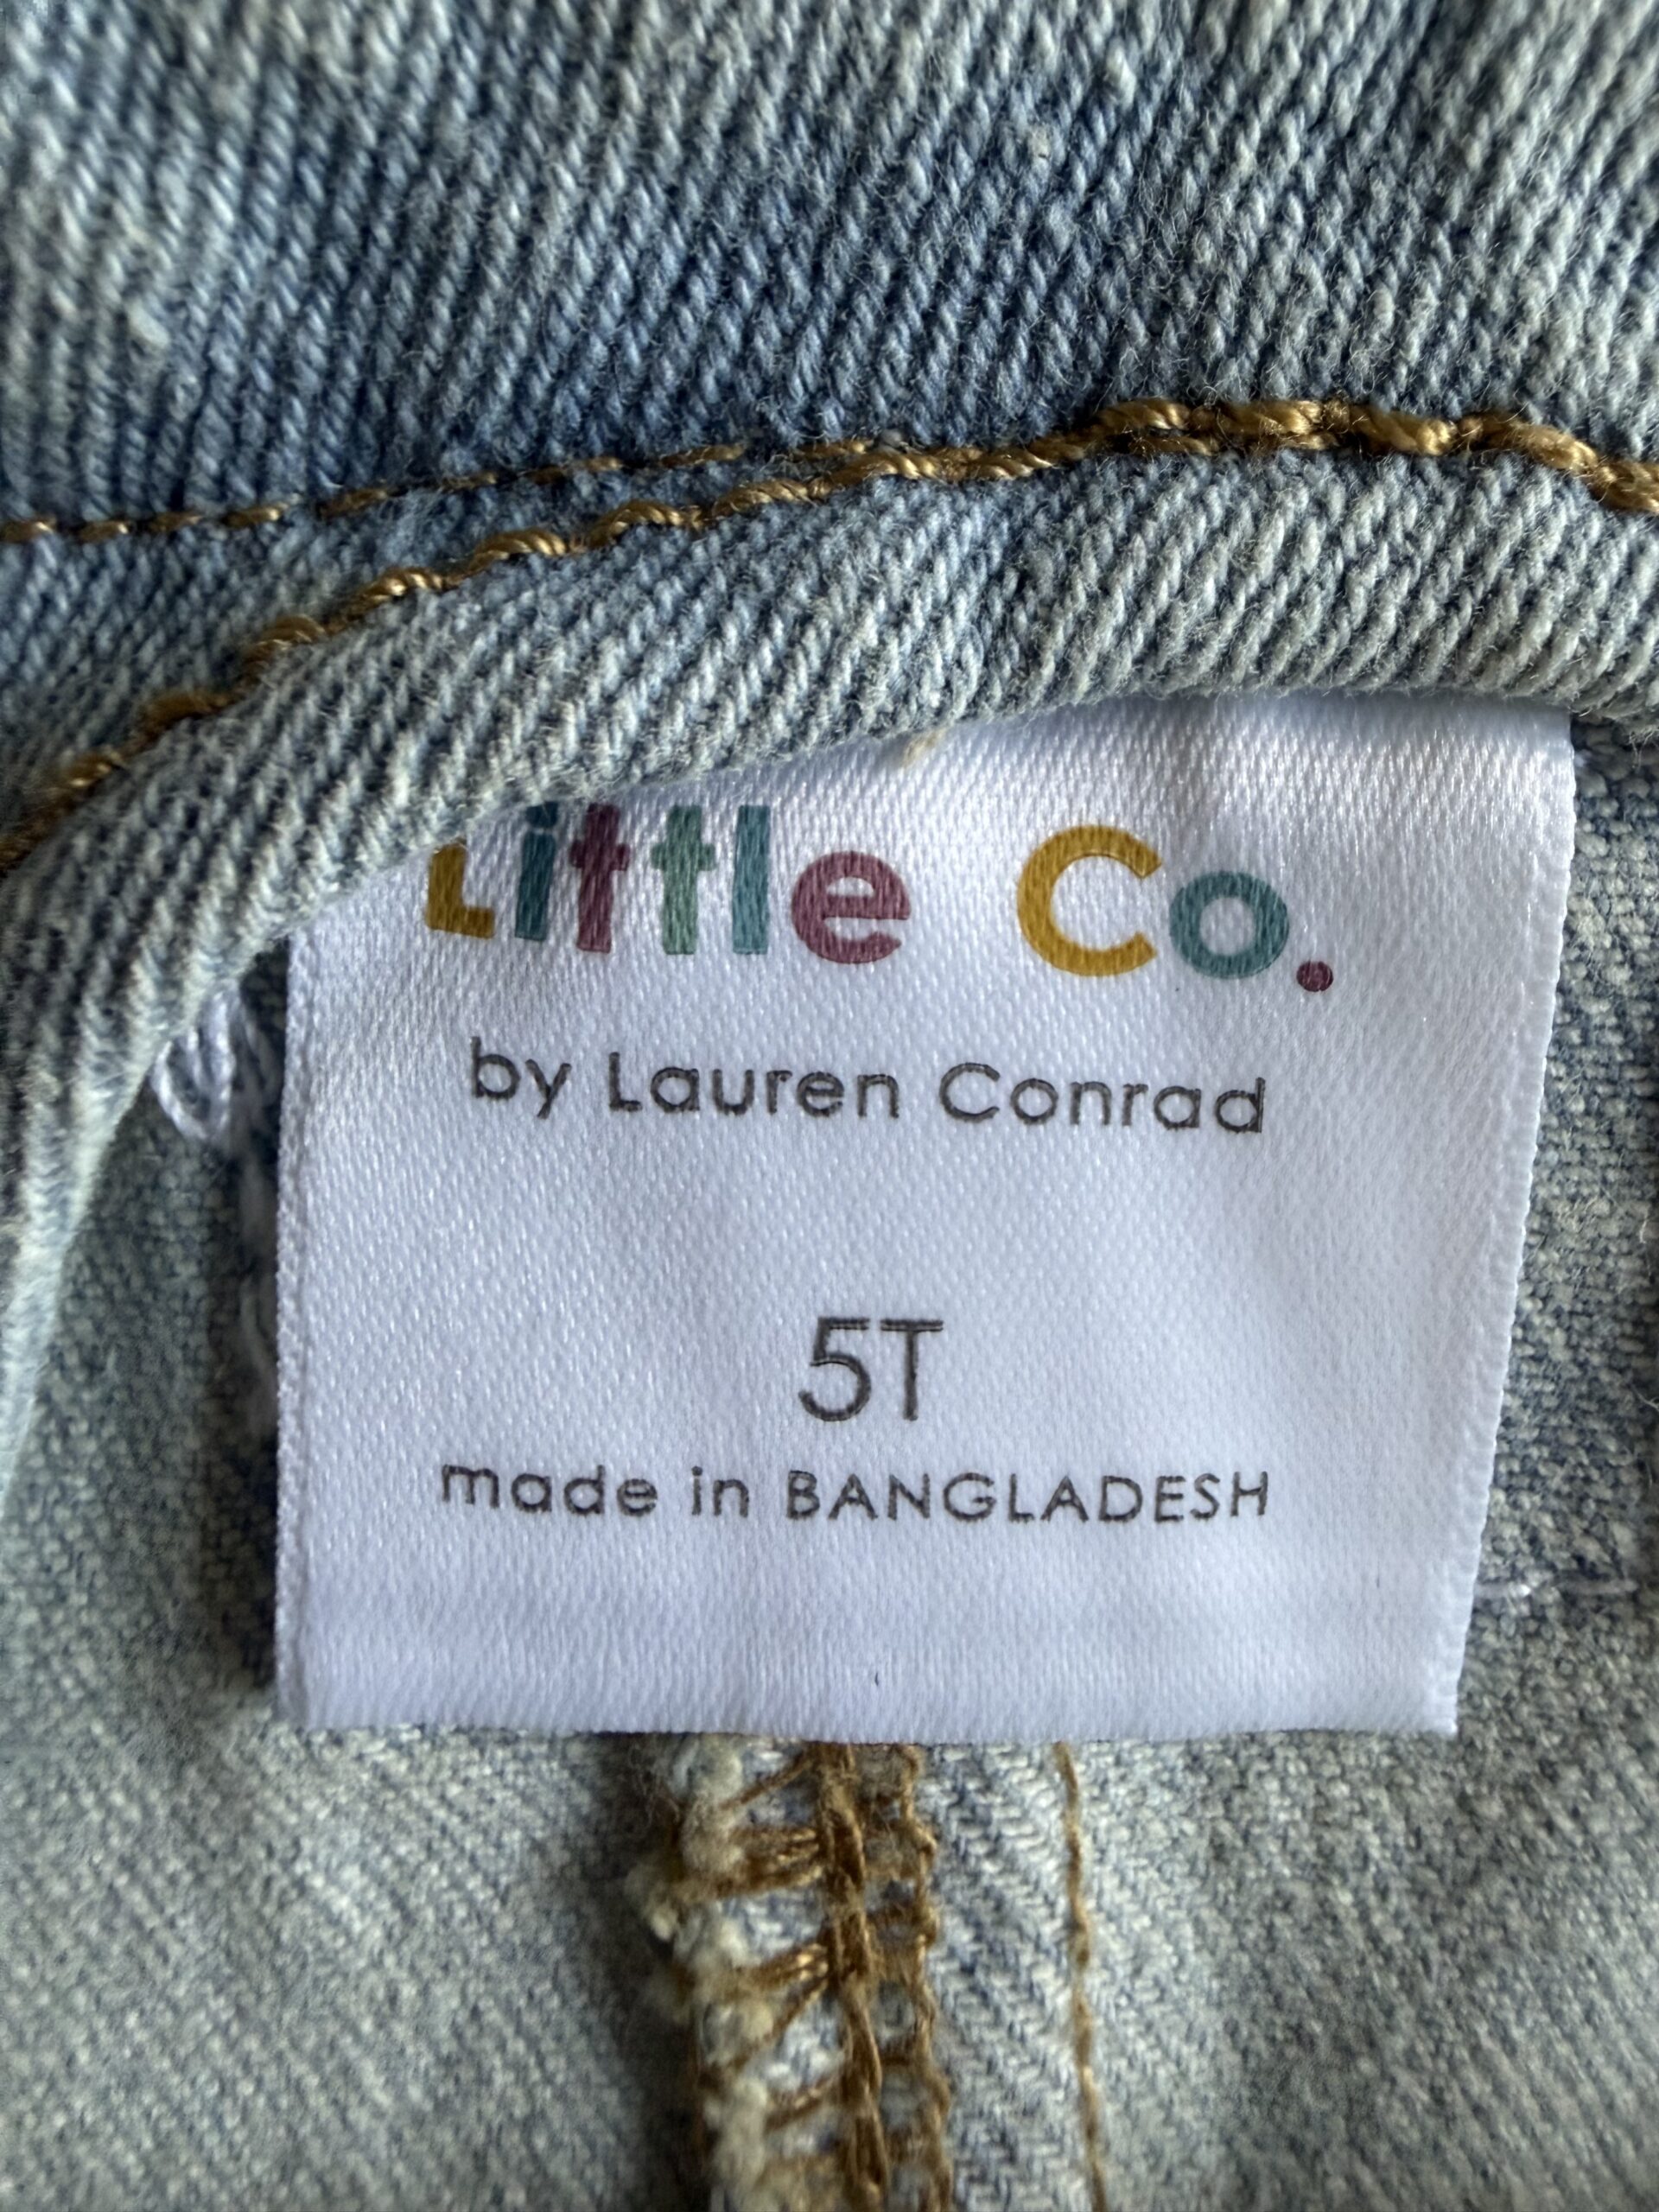 Little Co.
by Lauren Conrad
5T
made in BANGLADESH